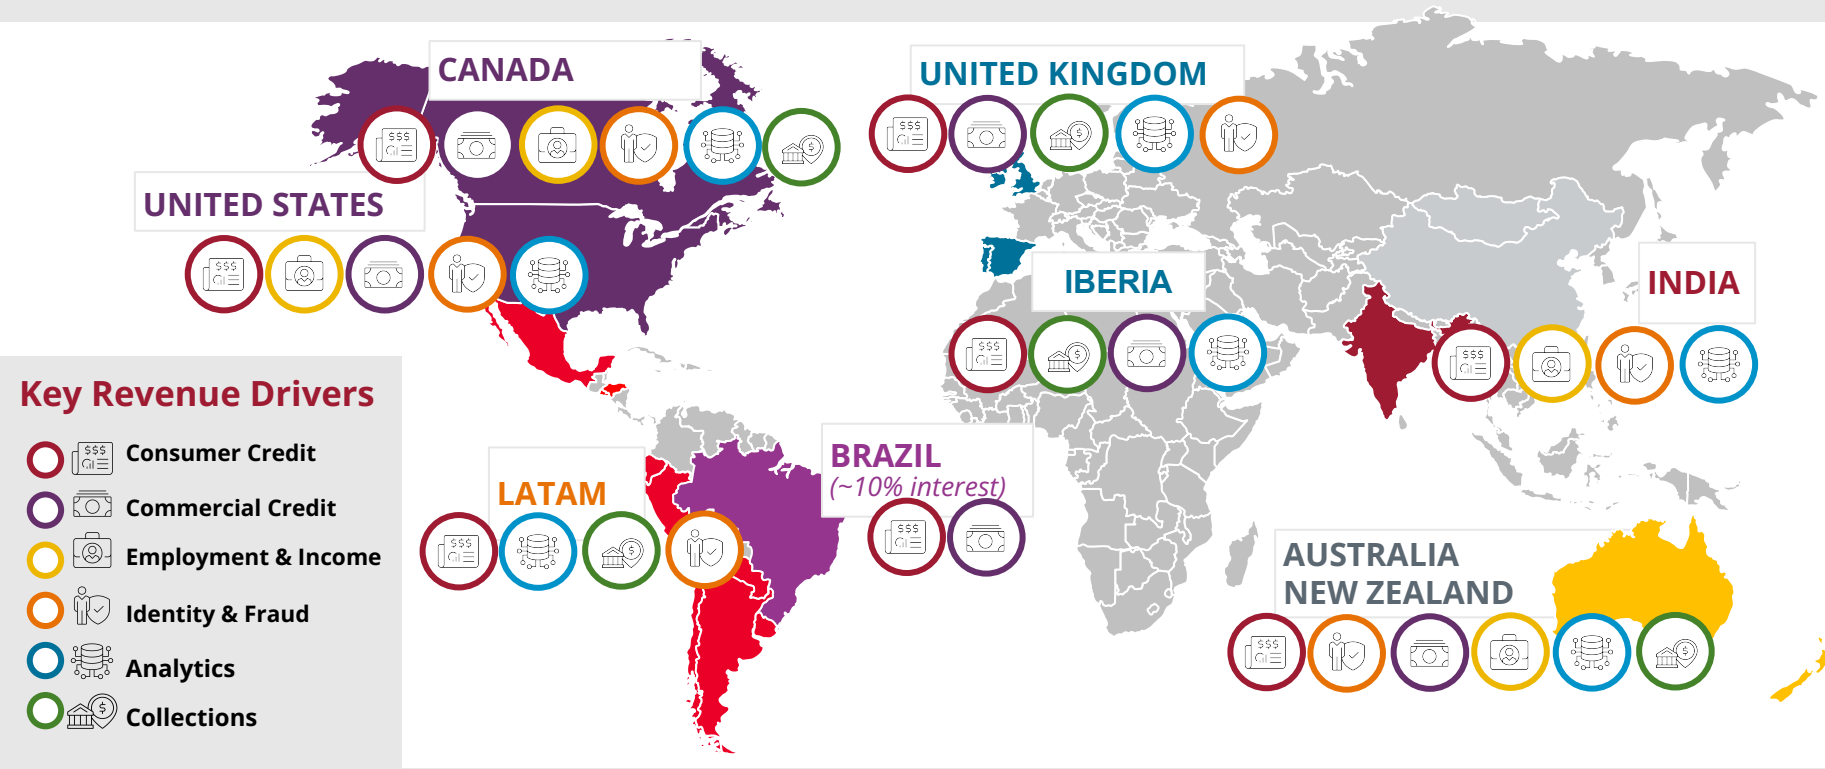 CANADA
UNITED KINGDOM
UNITED STATES
IBERIA
INDIA
Key Revenue Drivers
$$$ Consumer Credit
Commercial Credit
Employment & Income
Identity & Fraud
Analytics
$ Collections
LATAM
BRAZIL
(~10% interest)
AUSTRALIA
NEW ZEALAND